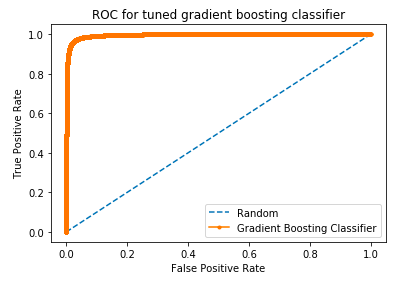 ROC for tuned gradient boosting classifier
True Positive Rate
1.0
0.8
0.6
0.4
0.2
0.0
Random
Gradient Boosting Classifier
0.0 0.2 0.4 0.6 0.8 1.0
False Positive Rate